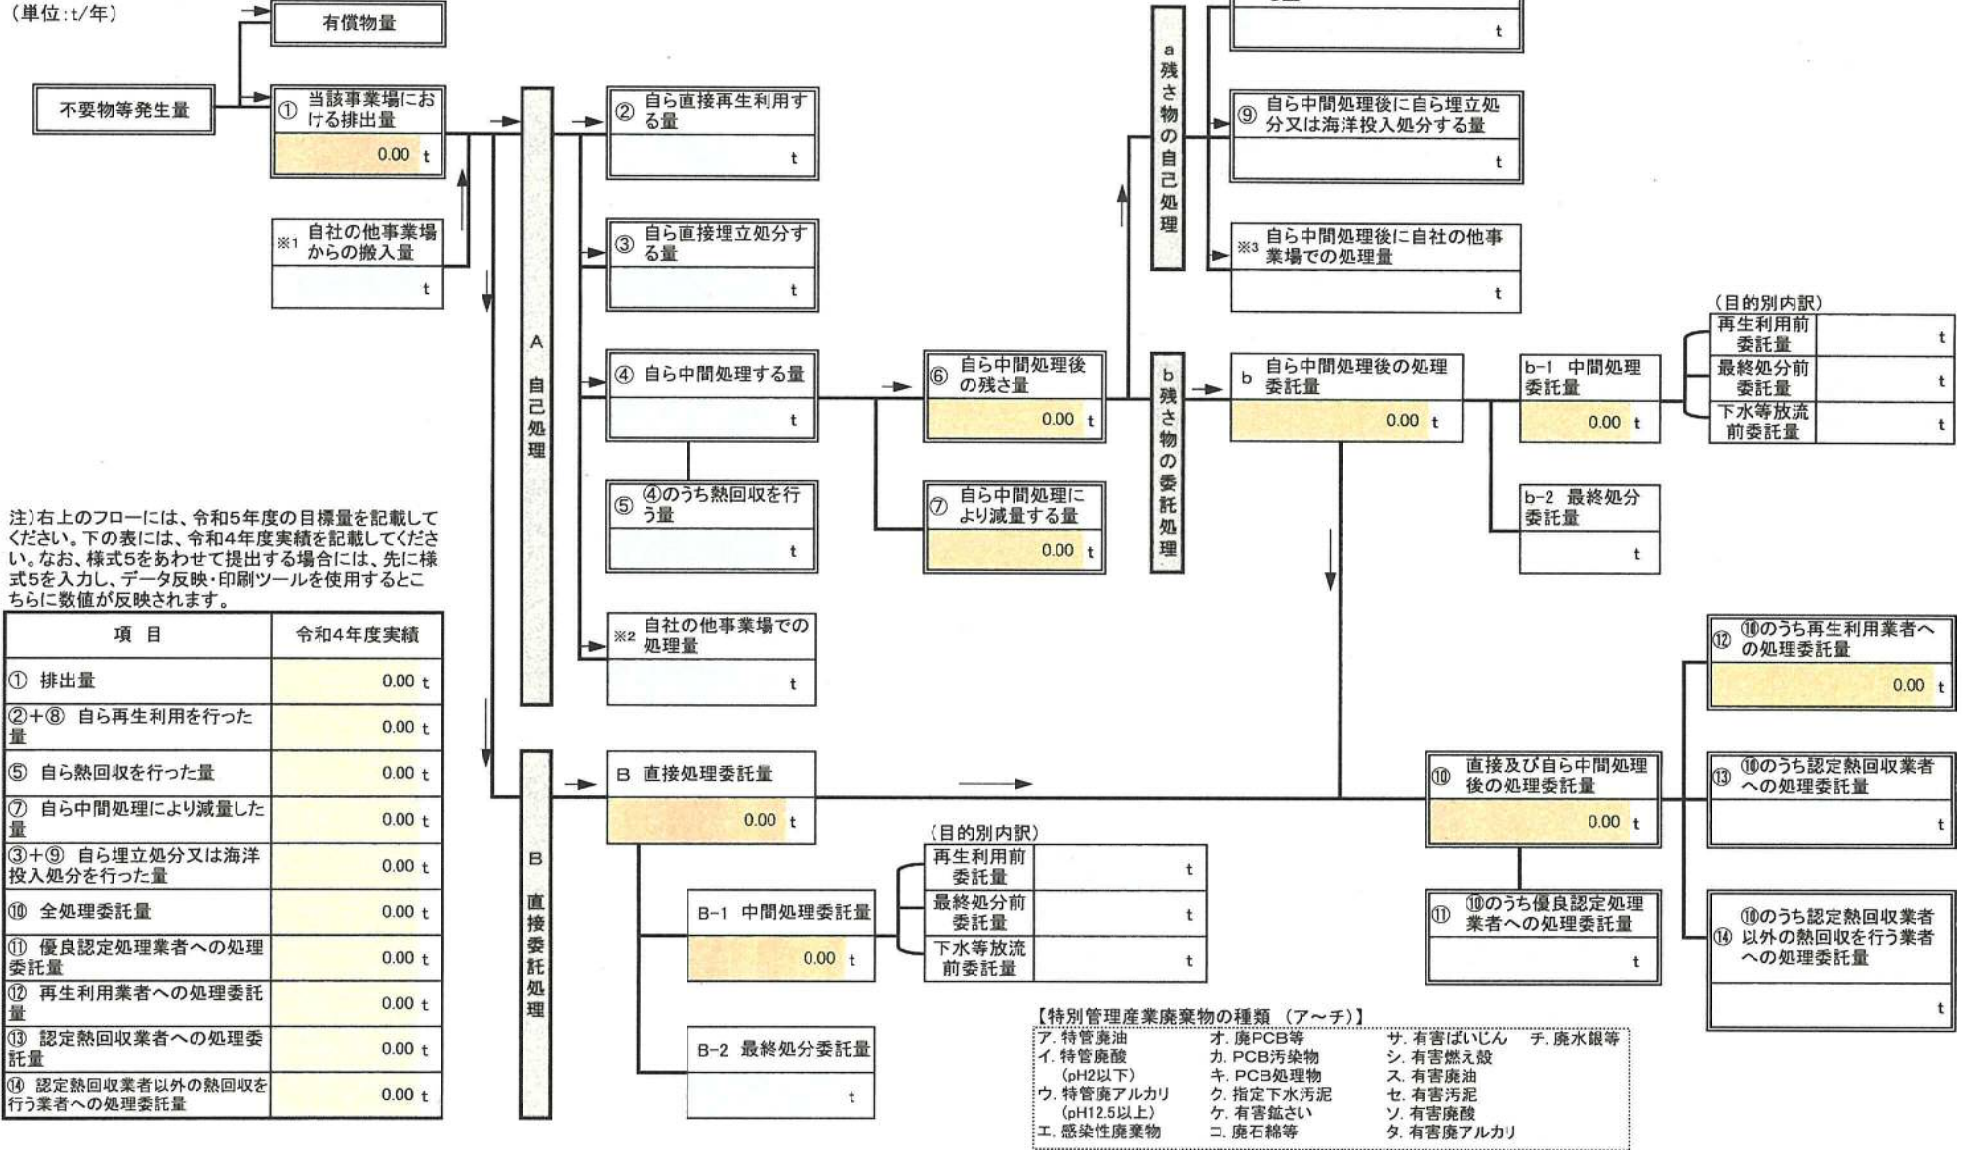 (単位:t/年)
有償物量
不要物等発生量
① 当該事業場にお
ける排出量
0.00 t
※1 自社の他事業場
からの搬入量
t
A 自己処理
② 自ら直接再生利用す
る量
t
③ 自ら直接埋立処分す
る量
t
④ 自ら中間処理する量
t
⑤ ④のうち熱回収を行
う量
t
※2 自社の他事業場での
処理量
t
⑥ 自ら中間処理後
の残さ量
0.00 t
⑦ 自ら中間処理に
より減量する量
0.00 t
a 残さ物の自己処理
t
⑨ 自ら中間処理後に自ら埋立処
分又は海洋投入処分する量
t
※3 自ら中間処理後に自社の他事
業場での処理量
t
b 残さ物の委託処理
b 自ら中間処理後の処理
委託量
0.00 t
b-1 中間処理
委託量
0.00 t
(目的別内訳)
再生利用前
委託量
t
最終処分前
委託量
t
下水等放流
前委託量
t
b-2 最終処分
委託量
t
注)右上のフローには、令和5年度の目標量を記載して
ください。下の表には、令和4年度実績を記載してくださ
い。なお、様式5をあわせて提出する場合には、先に様
式5を入力し、データ反映・印刷ツールを使用するとこ
ちらに数値が反映されます。
項 目 令和4年度実績
① 排出量 0.00 t
②+⑧ 自ら再生利用を行った
量 0.00 t
⑤ 自ら熱回収を行った量 0.00 t
⑦ 自ら中間処理により減量した
量 0.00 t
③+⑨ 自ら埋立処分又は海洋
投入処分を行った量 0.00 t
⑩ 全処理委託量 0.00 t
⑪ 優良認定処理業者への処理
委託量 0.00 t
⑫ 再生利用業者への処理委託
量 0.00 t
⑬ 認定熱回収業者への処理委
託量 0.00 t
⑭ 認定熱回収業者以外の熱回収を
行う業者への処理委託量 0.00 t
B 直接委託処理
B 直接処理委託量
0.00 t
B-1 中間処理委託量
0.00 t
(目的別内訳)
再生利用前
委託量
t
最終処分前
委託量
t
下水等放流
前委託量
t
B-2 最終処分委託量
t
⑩ 直接及び自ら中間処理
後の処理委託量
0.00 t
⑪ ⑩のうち優良認定処理
業者への処理委託量
t
⑫ ⑩のうち再生利用業者へ
の処理委託量
0.00 t
⑬ ⑩のうち認定熱回収業者
への処理委託量
t
⑭ ⑩のうち認定熱回収業者
以外の熱回収を行う業者
への処理委託量
t
【特別管理産業廃棄物の種類 (ア~チ)】
ア. 特管廃油 オ. 廃PCB等 サ. 有害ばいじん チ. 廃水銀等
イ. 特管廃酸 カ. PCB汚染物 シ. 有害燃え殻
(pH2以下) キ. PCB処理物 ス. 有害廃油
ウ. 特管廃アルカリ ク. 指定下水汚泥 セ. 有害汚泥
(pH12.5以上) ケ. 有害鉱さい ソ. 有害廃酸
エ. 感染性廃棄物 コ. 廃石綿等 タ. 有害廃アルカリ